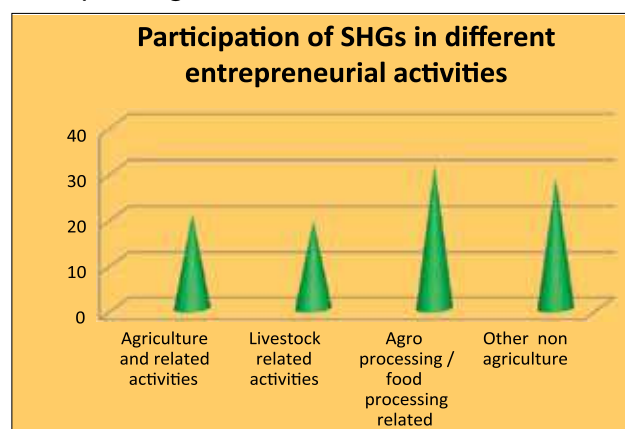 Participation of SHGs in different
entrepreneurial activities
40
30
20
10
0
Agriculture
and related
activities
Livestock
related
activities
Agro
processing /
food
processing
related
Other non
agriculture